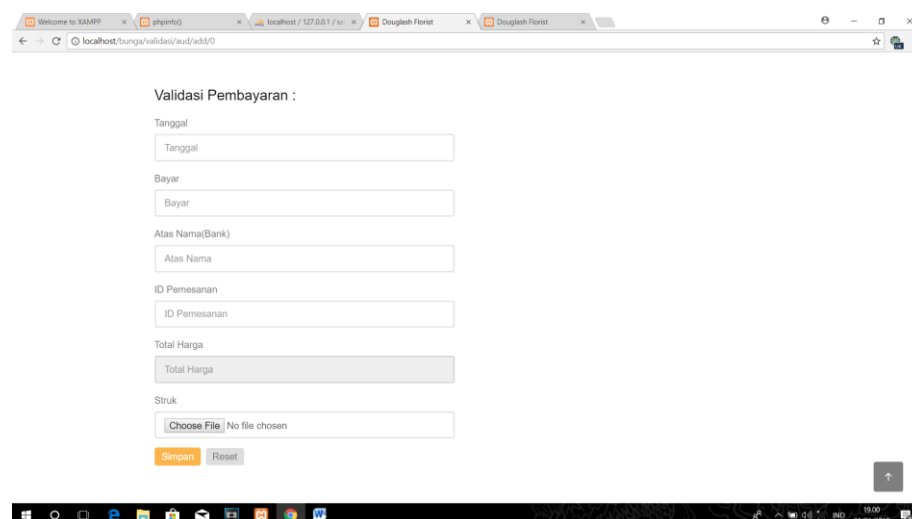 Welcome to XAMPP
phpinfo()
localhost / 127.0.0.1 /
Douglash Florist
Douglash Florist
localhost/bunga/validasi/aud/add/0
Validasi Pembayaran :
Tanggal
Tanggal
Bayar
Bayar
Atas Nama(Bank)
Atas Nama
ID Pemesanan
ID Pemesanan
Total Harga
Total Harga
Struk
Choose File No file chosen
Simpan Reset
IND
19.00